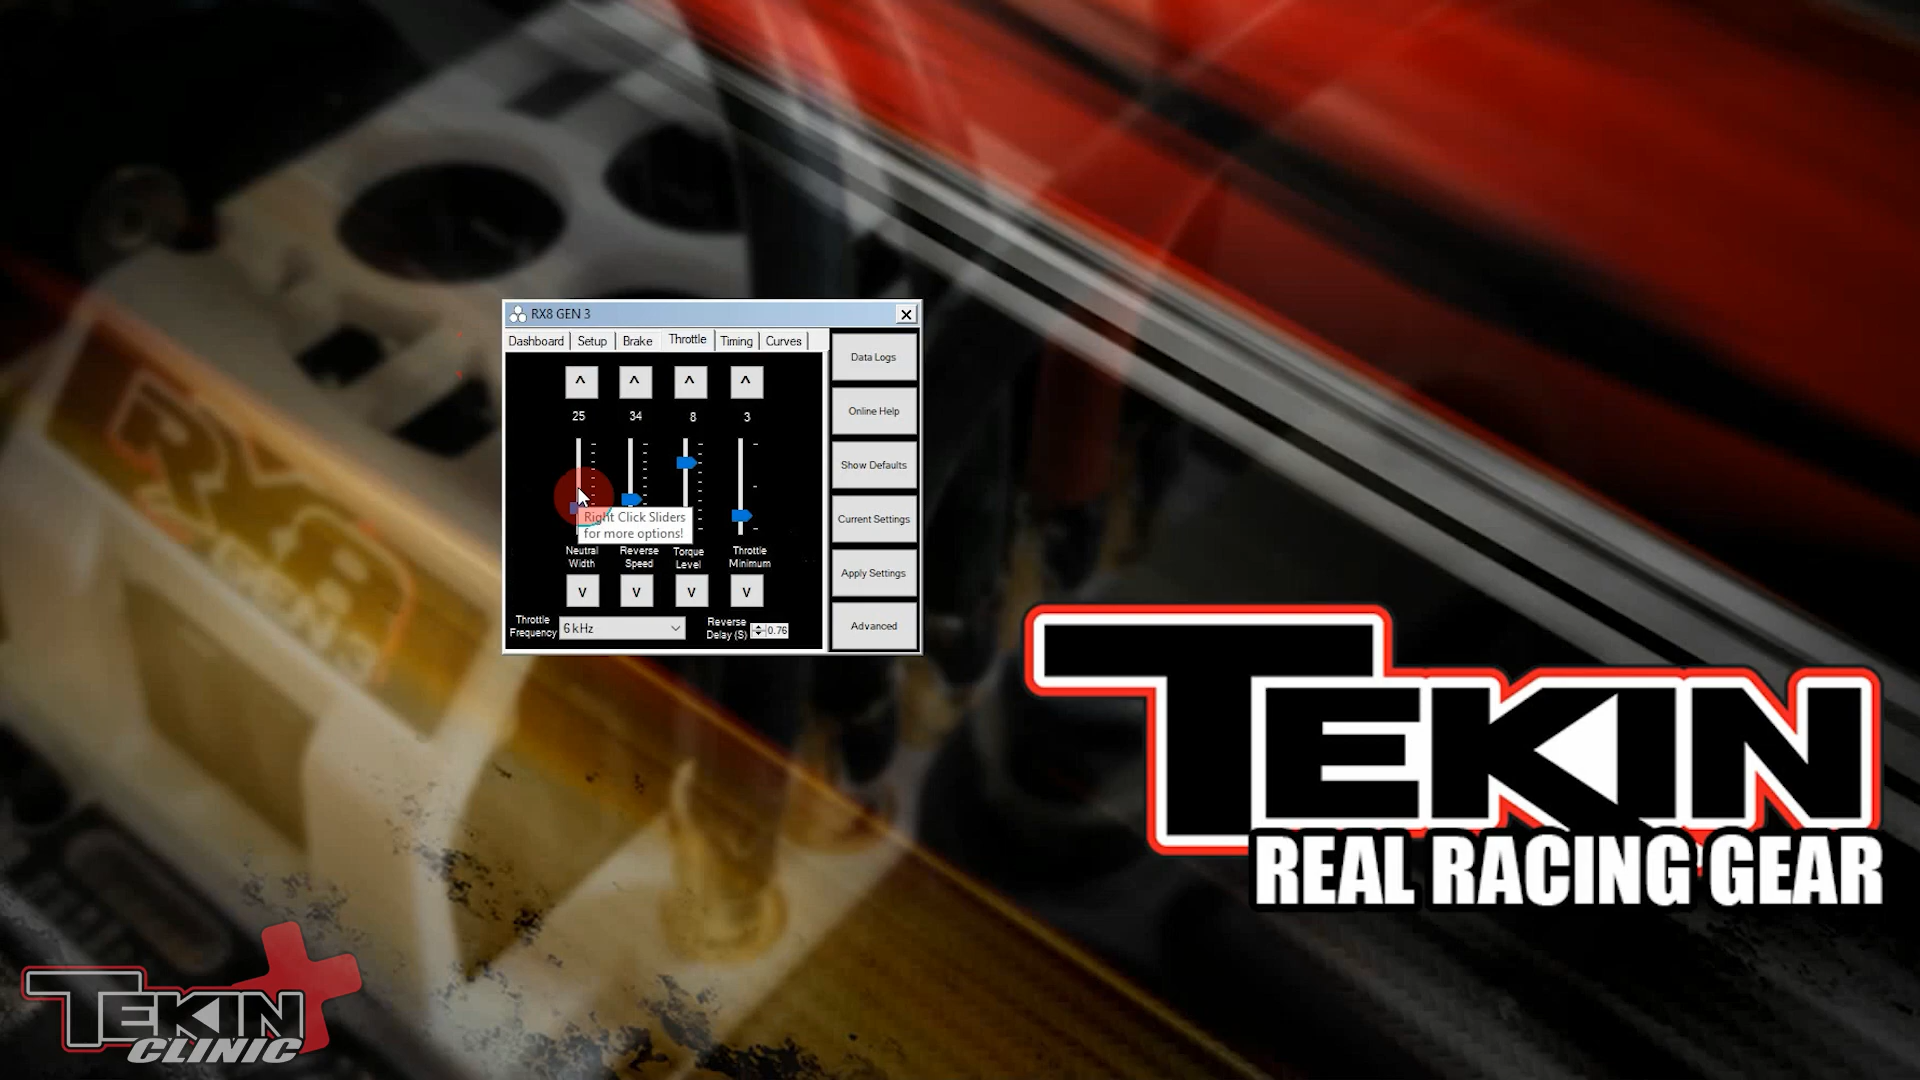 RX8 GEN 3
Dashboard Setup Brake Throttle Timing Curves
^ ^ ^ ^
25 34 8 3
Right Click Sliders
for more options!
Neutral
Width
Reverse
Speed
Torque
Level
Throttle
Minimum
v v v v
Throttle
Frequency
6 kHz
Reverse
Delay (S)
0.76
Data Logs
Online Help
Show Defaults
Current Settings
Apply Settings
Advanced
RX8
GEN3
TEKIN
REAL RACING GEAR
TEKIN
CLINIC